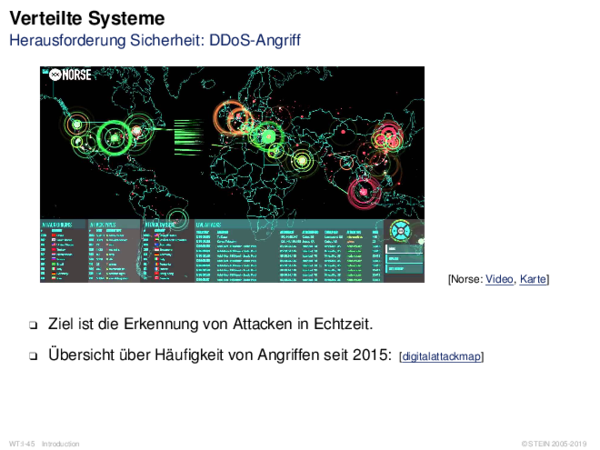 Verteilte Systeme
Herausforderung Sicherheit: DDoS-Angriff
NORSE
[Norse: Video, Karte]
❑ Ziel ist die Erkennung von Attacken in Echtzeit.
❑ Übersicht über Häufigkeit von Angriffen seit 2015: [digitalattackmap]
WT:I-45 Introduction
© STEIN 2005-2019